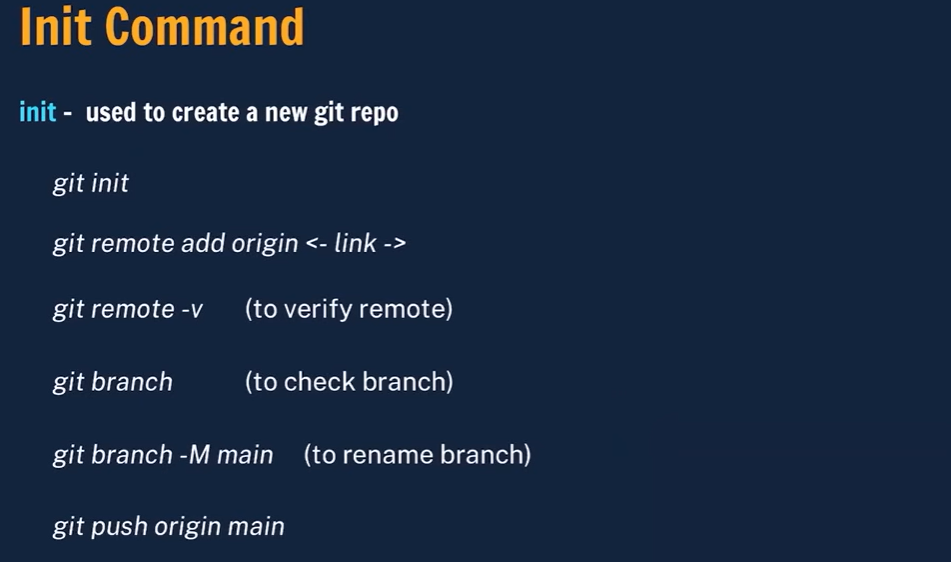 Init Command
init - used to create a new git repo
git init
git remote add origin <- link ->
git remote -v (to verify remote)
git branch (to check branch)
git branch -M main (to rename branch)
git push origin main